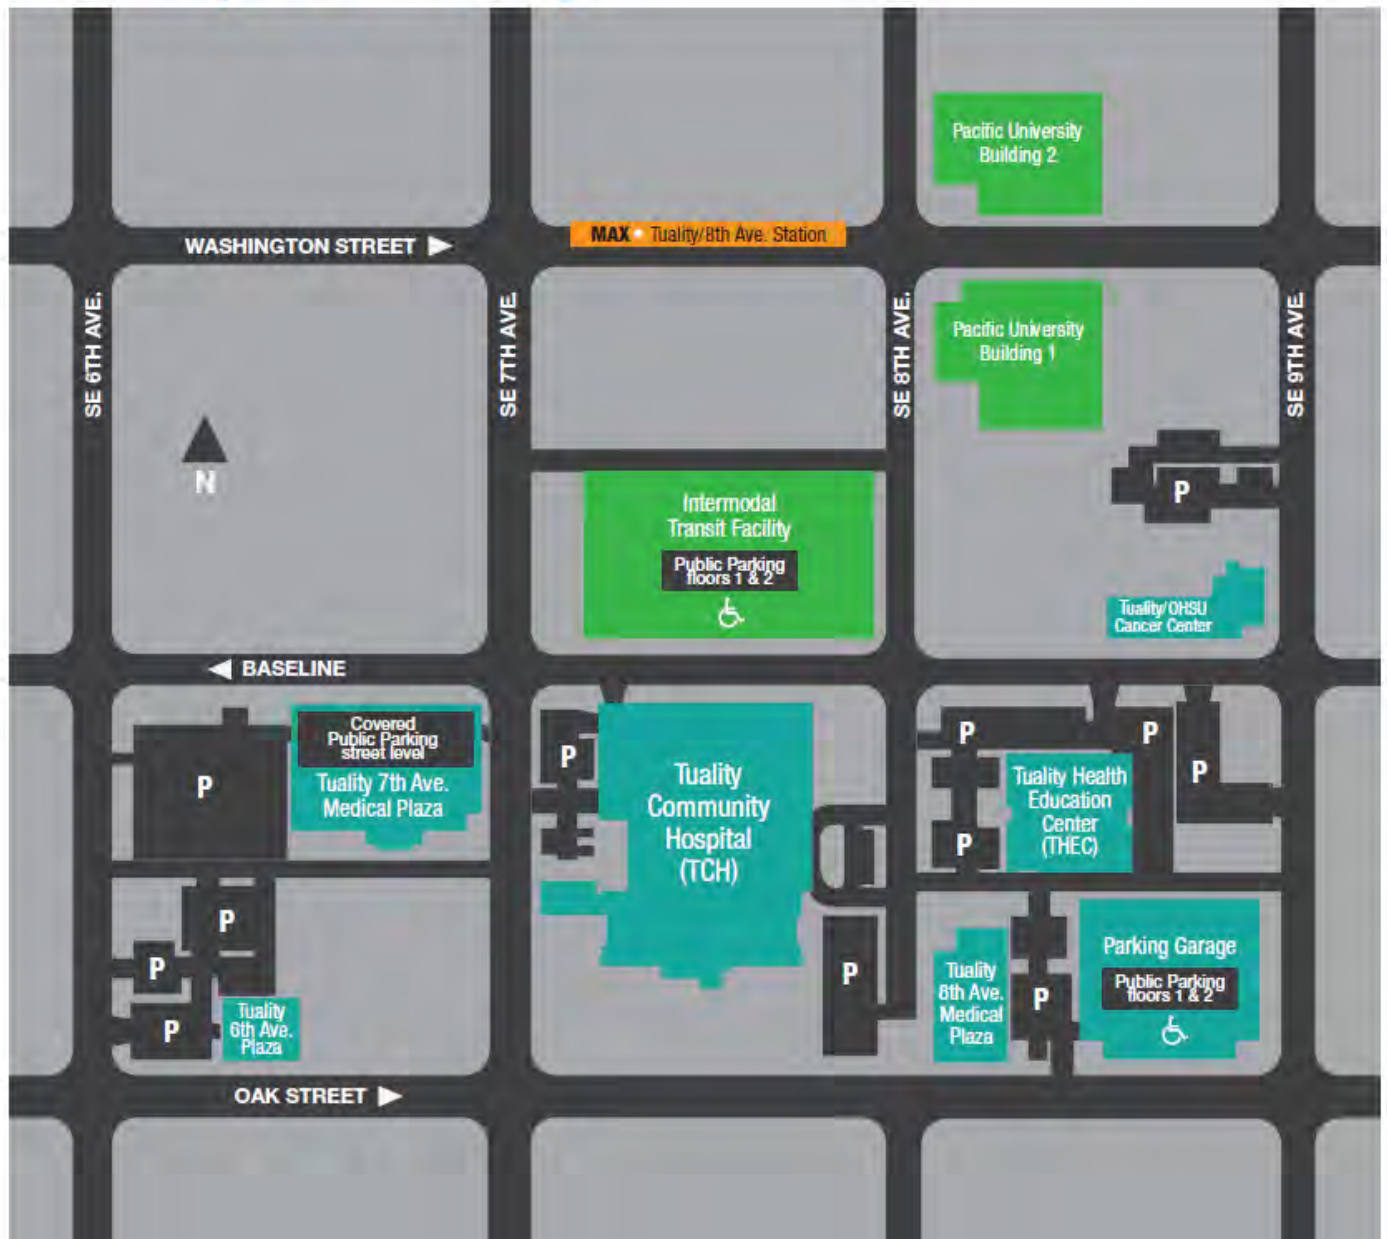 Pacific University
Building 2
MAX • Tuality/8th Ave. Station
WASHINGTON STREET
SE 6TH AVE.
SE 7TH AVE.
SE 8TH AVE.
SE 9TH AVE.
Pacific University
Building 1
N
P
Intermodal
Transit Facility
Public Parking
floors 1 & 2
Tuality/OHSU
Cancer Center
BASELINE
Covered
Public Parking
street level
Tuality 7th Ave.
Medical Plaza
P
P
Tuality
Community
Hospital
(TCH)
P
P
P
Tuality Health
Education
Center
(THEC)
P
P
P
P
Tuality
6th Ave.
Plaza
P
Tuality
8th Ave.
Medical
Plaza
P
Parking Garage
Public Parking
floors 1 & 2
OAK STREET